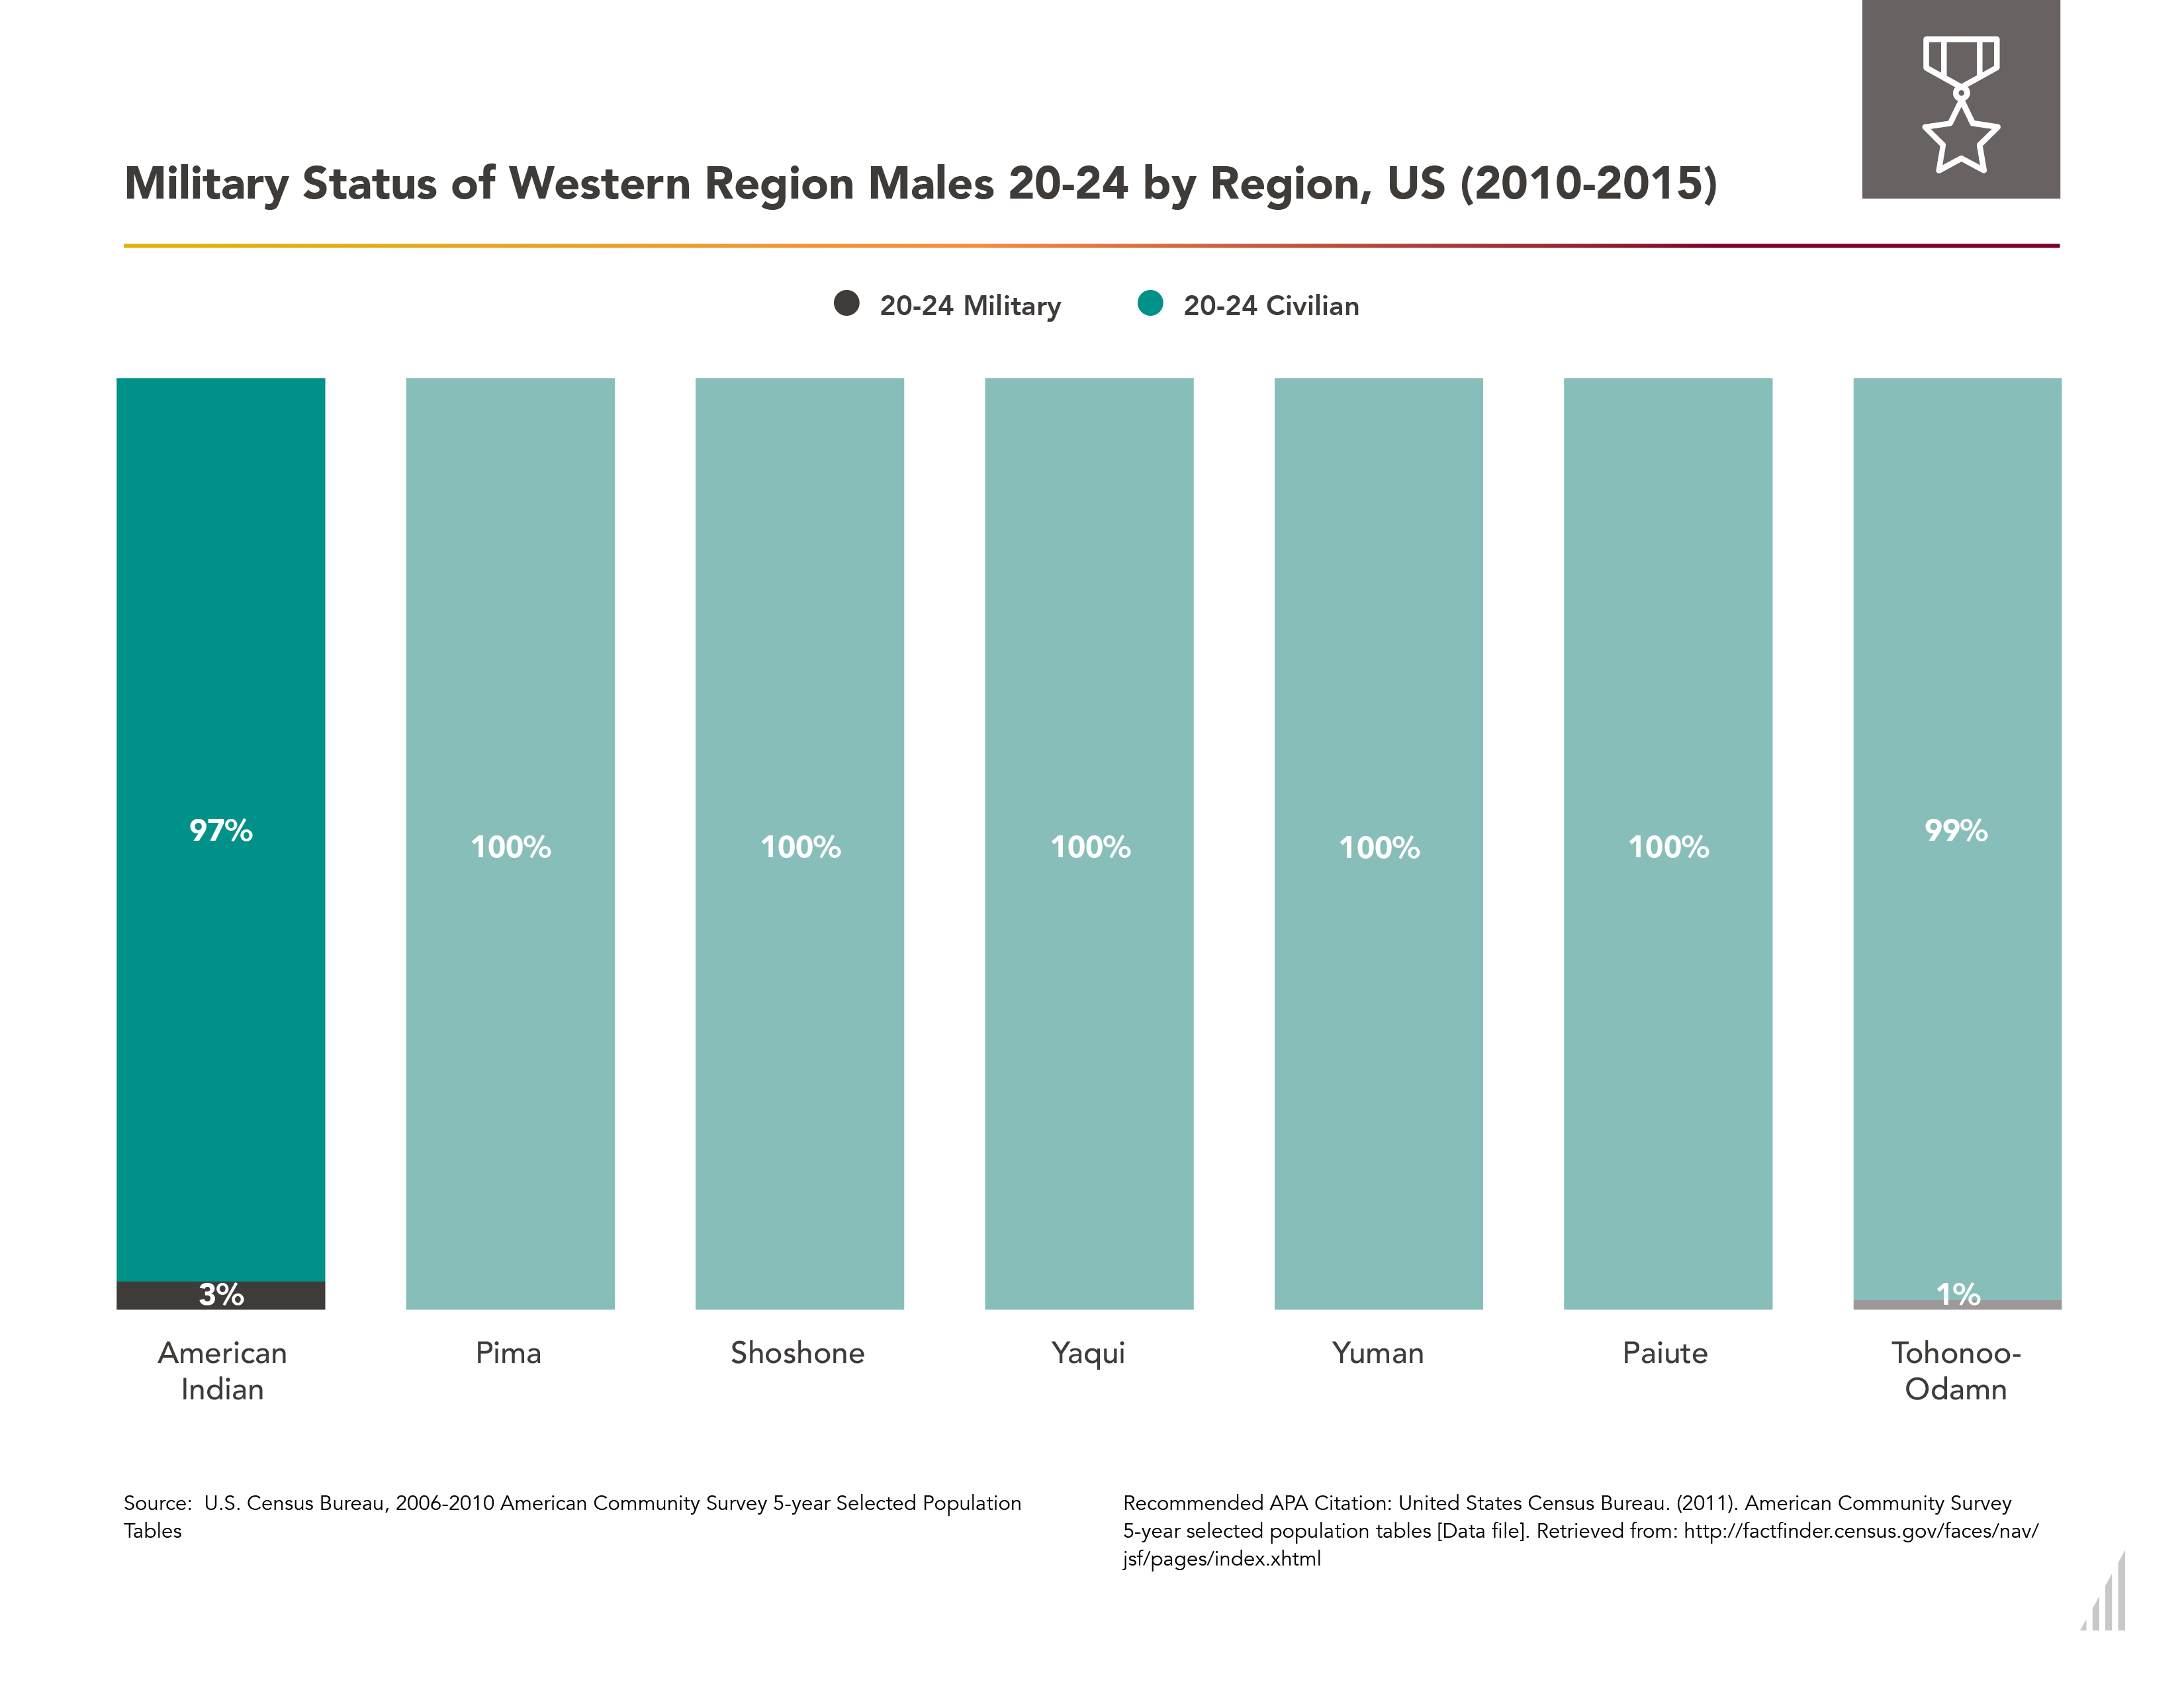 Military Status of Western Region Males 20-24 by Region, US (2010-2015)
20-24 Military
20-24 Civilian
97%
100%
100%
100%
100%
100%
99%
3%
1%
American
Indian
Pima
Shoshone
Yaqui
Yuman
Paiute
Tohonoo-
Odamn
Source:  U.S. Census Bureau, 2006-2010 American Community Survey 5-year Selected Population
Tables
Recommended APA Citation: United States Census Bureau. (2011). American Community Survey
5-year selected population tables [Data file]. Retrieved from: http://factfinder.census.gov/faces/nav/
jsf/pages/index.xhtml